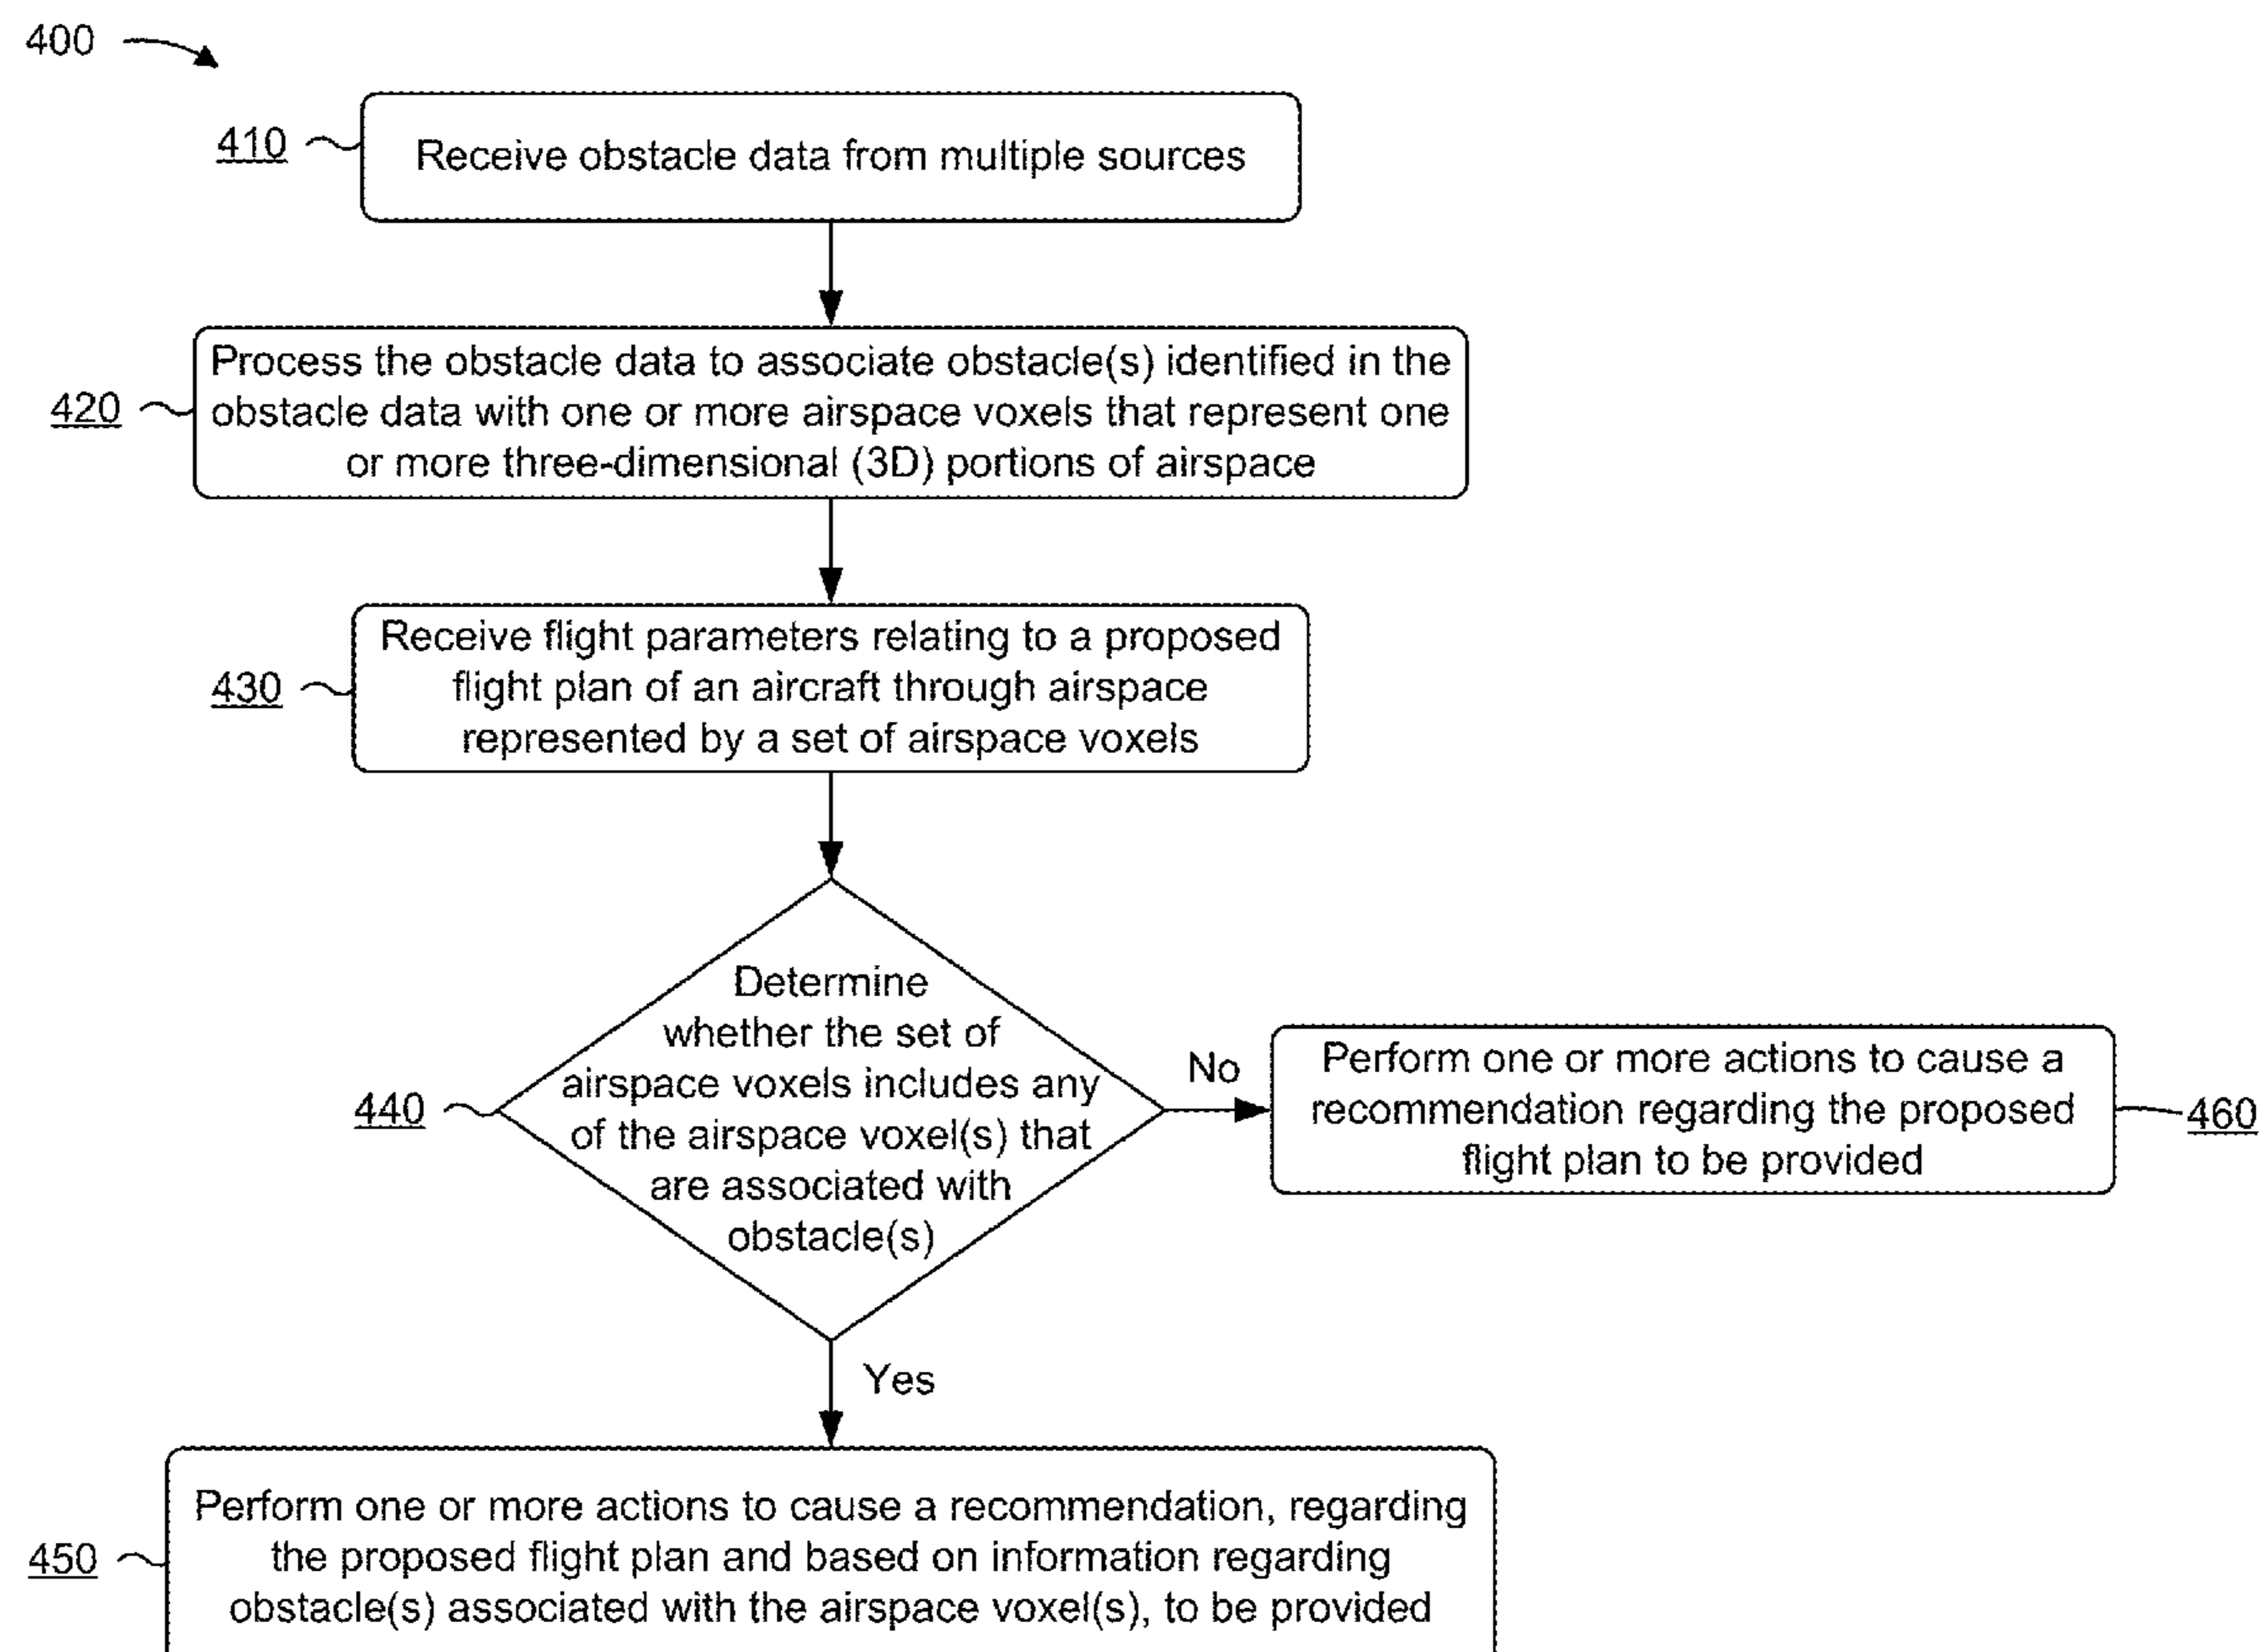 400
410
Receive obstacle data from multiple sources
420
Process the obstacle data to associate obstacle(s) identified in the
obstacle data with one or more airspace voxels that represent one
or more three-dimensional (3D) portions of airspace
430
Receive flight parameters relating to a proposed
flight plan of an aircraft through airspace
represented by a set of airspace voxels
440
Determine
whether the set of
airspace voxels includes any
of the airspace voxel(s) that
are associated with
obstacle(s)
No
Perform one or more actions to cause a
recommendation regarding the proposed
flight plan to be provided
460
Yes
450
Perform one or more actions to cause a recommendation, regarding
the proposed flight plan and based on information regarding
obstacle(s) associated with the airspace voxel(s), to be provided